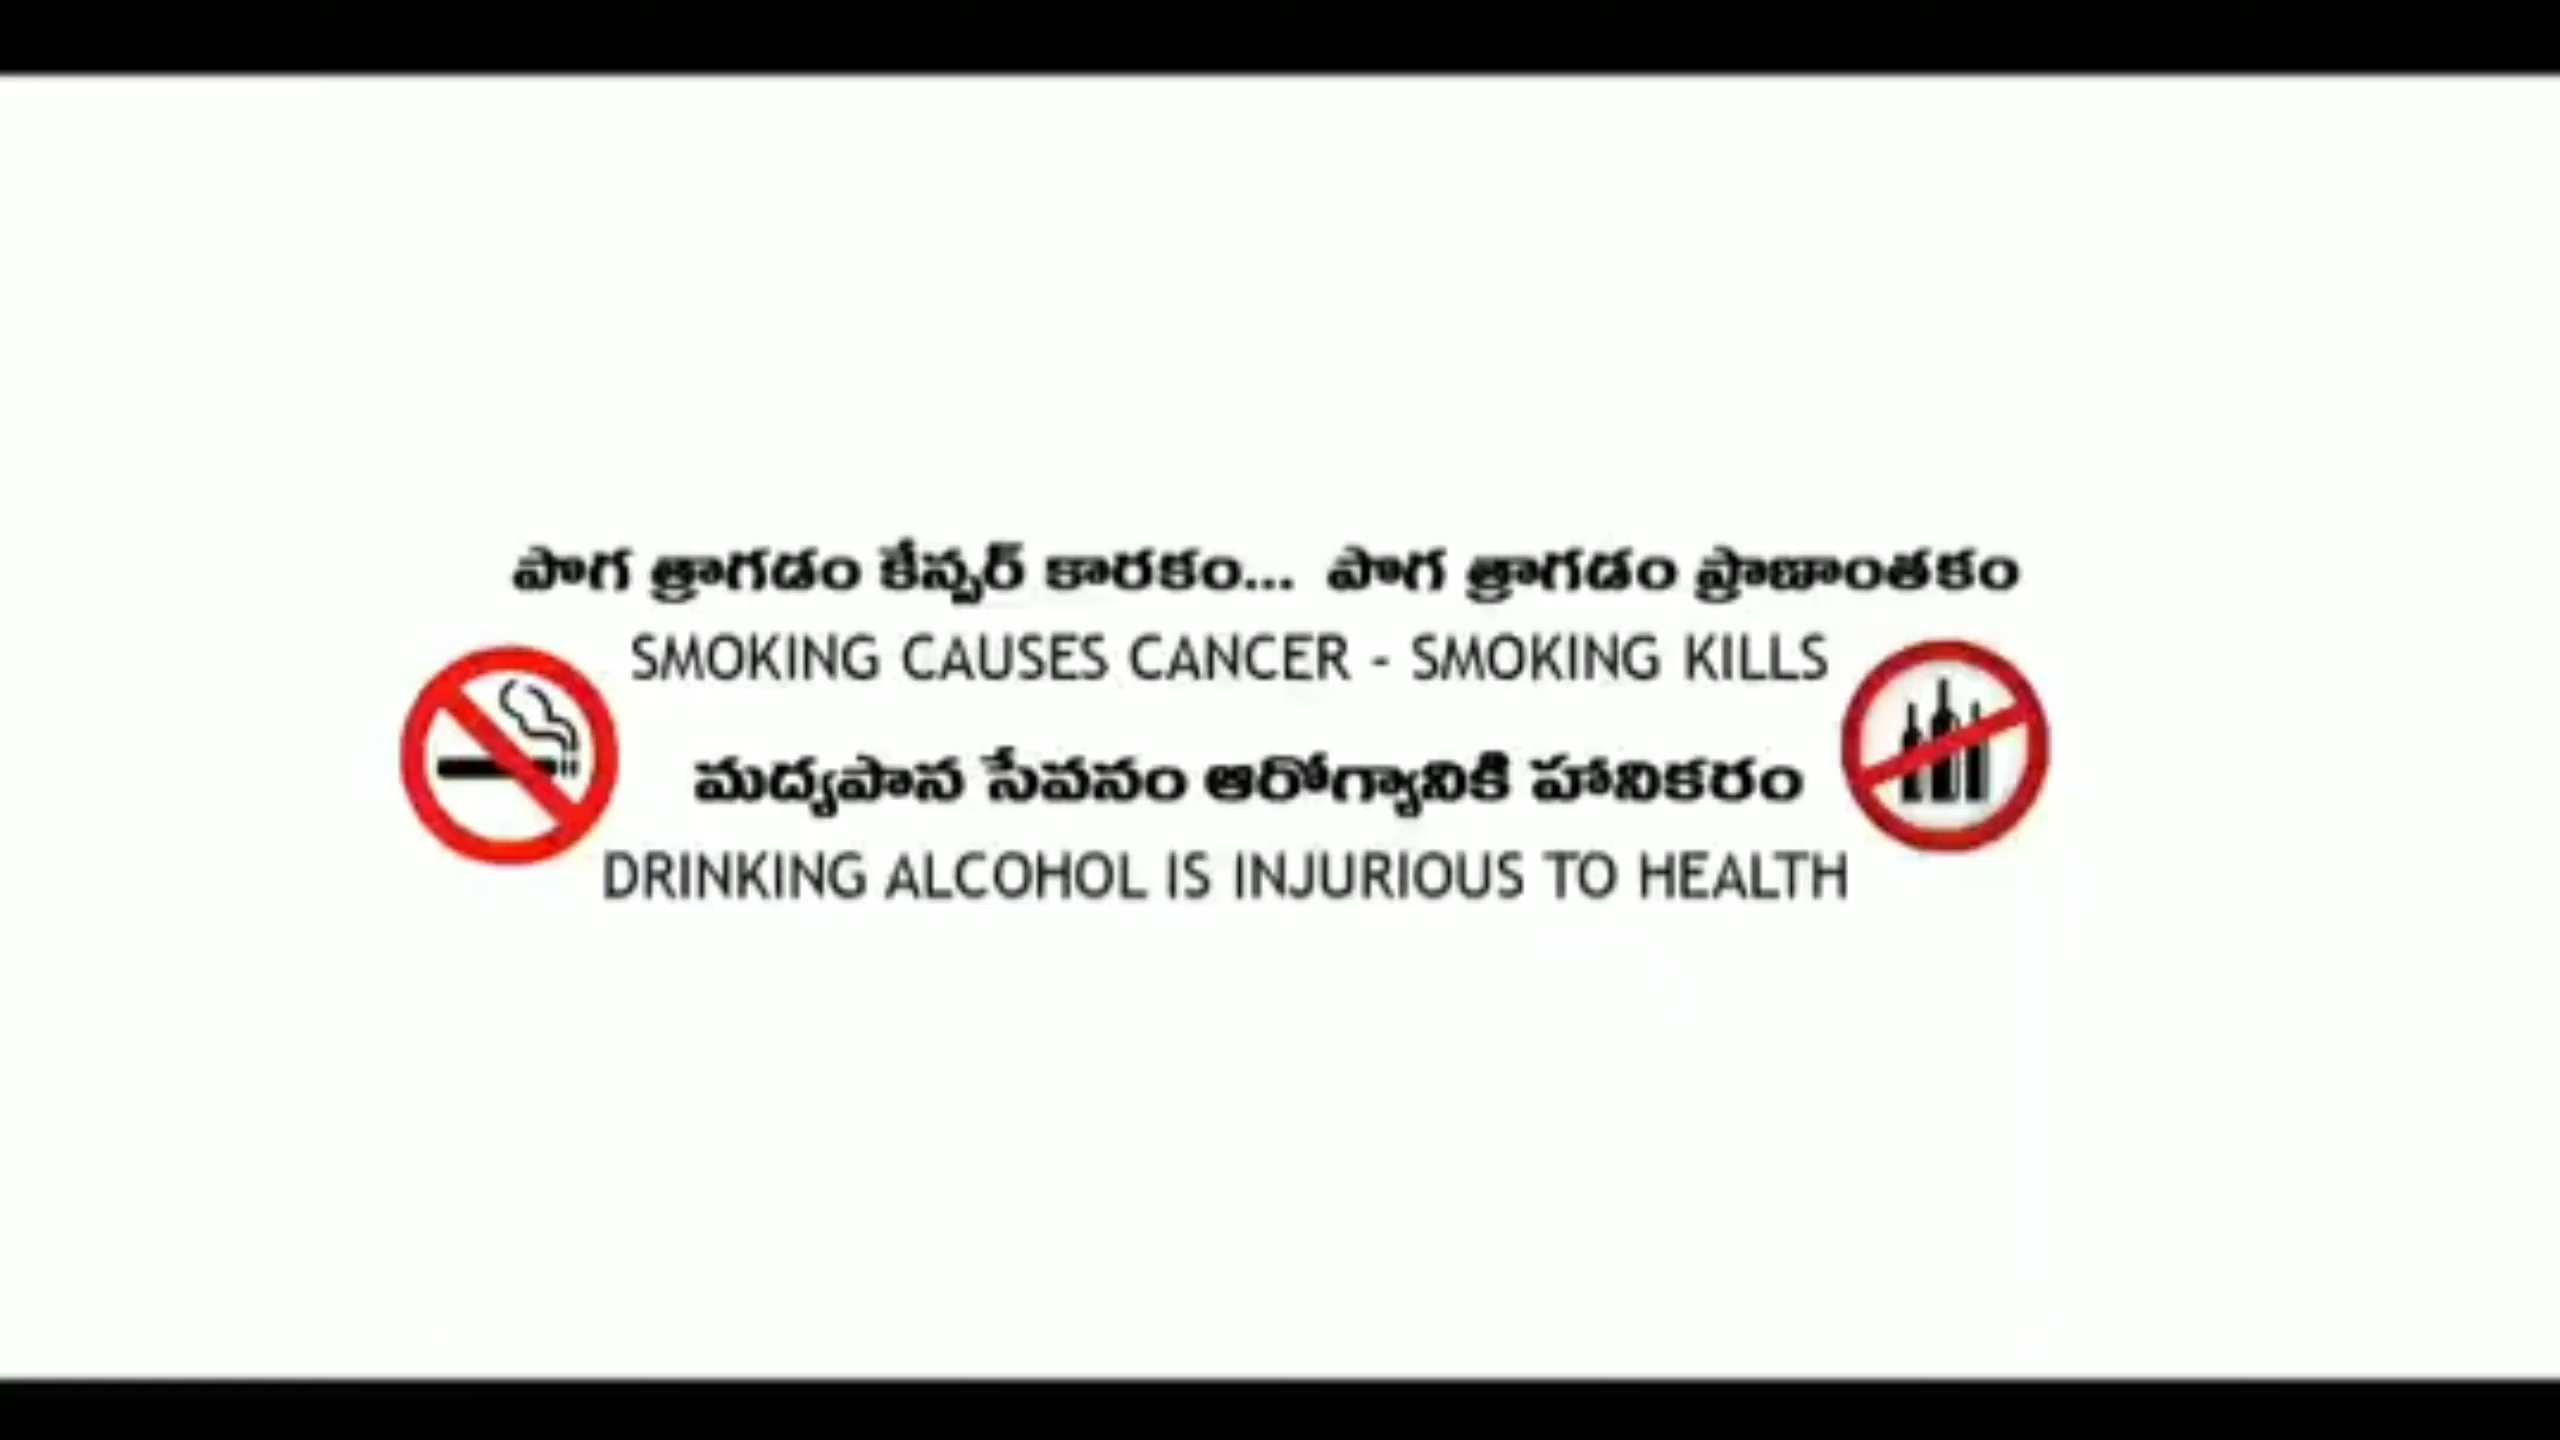 పొగ త్రాగడం కేన్సర్ కారకం... పొగ త్రాగడం ప్రాణాంతకం
SMOKING CAUSES CANCER - SMOKING KILLS
మద్యపాన సేవనం ఆరోగ్యానికి హానికరం
DRINKING ALCOHOL IS INJURIOUS TO HEALTH